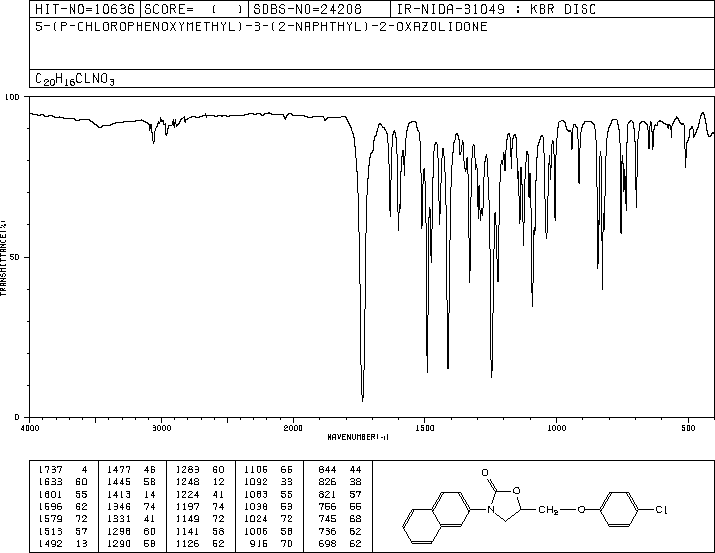 HIT-NO=10636 SCORE= ( ) SDBS-NO=24208 IR-NIDA-31049 : KBR DISC
5-(P-CHLOROPHENOXYMETHYL)-3-(2-NAPHTHYL)-2-OXAZOLIDONE
C20H16CLNO3
100
50
0
TRANSMITTANCE(%)
4000 3000 2000 1500 1000 500
WAVENUMBER(-1)
1737 4 1477 46 1283 60 1106 66 844 44
1633 60 1445 58 1248 12 1092 33 826 38
1601 55 1413 14 1224 41 1083 55 821 57
1596 62 1346 74 1197 74 1038 53 756 55
1579 72 1331 41 1149 72 1024 72 745 68
1513 57 1298 60 1141 58 1006 58 736 62
1492 13 1290 58 1126 52 916 70 698 62
O
O
N
CH2
O
Cl